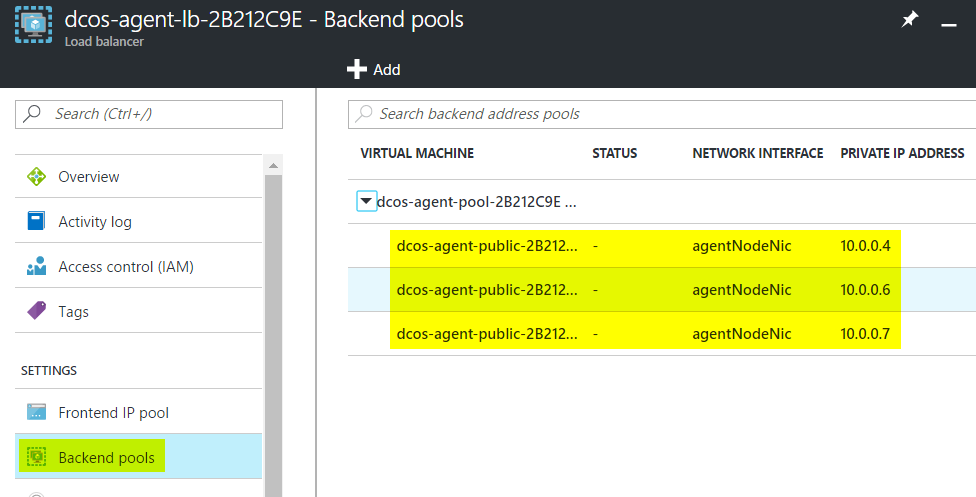 dcos-agent-lb-2B212C9E - Backend pools
Load balancer
Add
Search (Ctrl+/)
Overview
Activity log
Access control (IAM)
Tags
SETTINGS
Frontend IP pool
Backend pools
Search backend address pools
VIRTUAL MACHINE STATUS NETWORK INTERFACE PRIVATE IP ADDRESS
dcos-agent-pool-2B212C9E ...
dcos-agent-public-2B212... - agentNodeNic 10.0.0.4
dcos-agent-public-2B212... - agentNodeNic 10.0.0.6
dcos-agent-public-2B212... - agentNodeNic 10.0.0.7